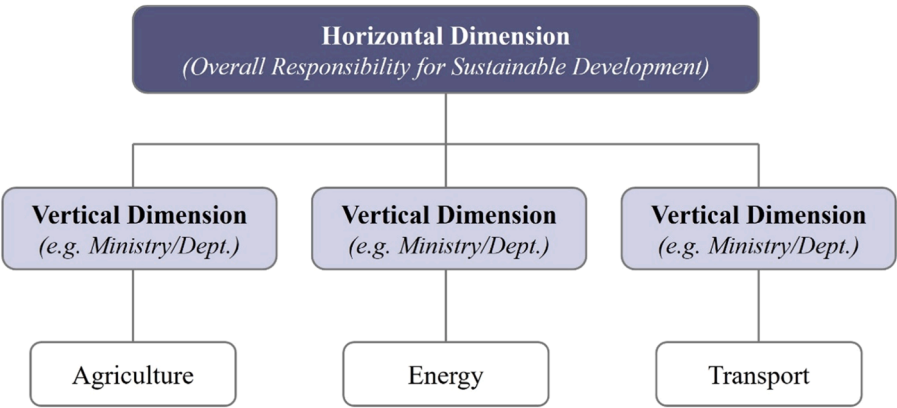 Horizontal Dimension
(Overall Responsibility for Sustainable Development)
Vertical Dimension
(e.g. Ministry/Dept.)
Vertical Dimension
(e.g. Ministry/Dept.)
Vertical Dimension
(e.g. Ministry/Dept.)
Agriculture
Energy
Transport